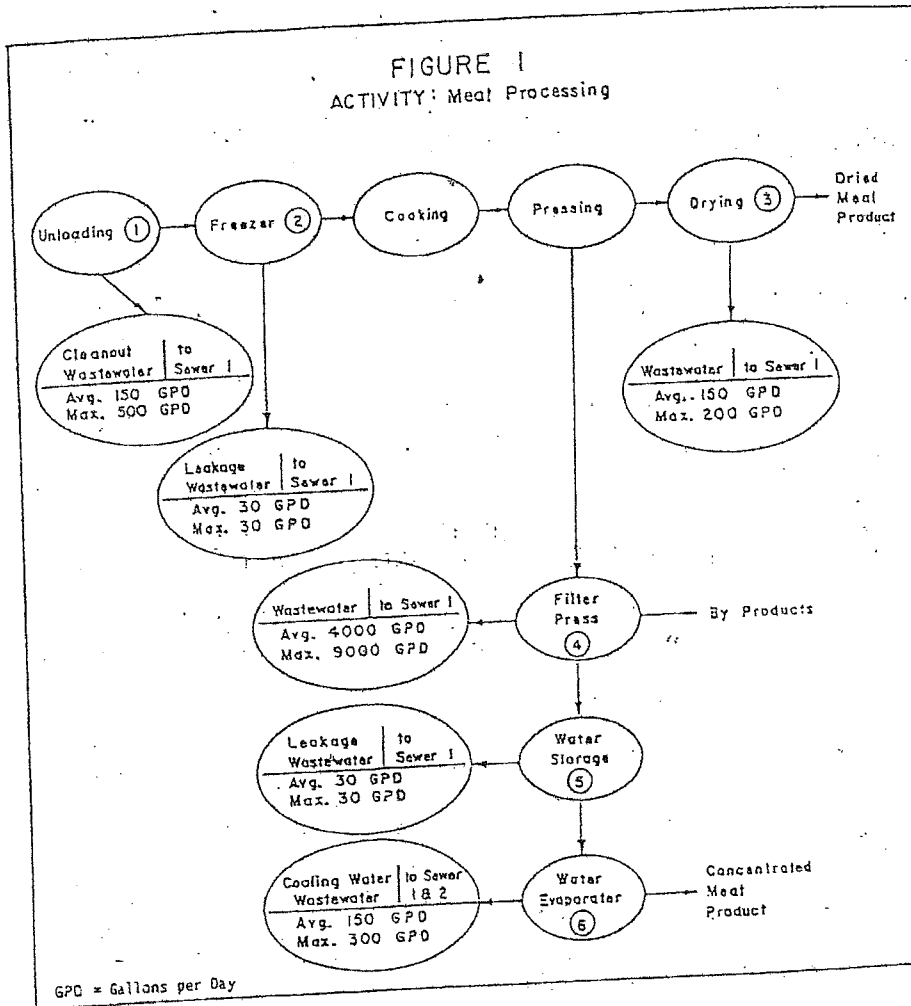 FIGURE 1
ACTIVITY: Meat Processing
Unloading 1
Freezer 2
Cooking
Pressing
Drying 3
Dried
Meat
Product
Cleanout
Wastewater
to
Sewer 1
Avg. 150 GPD
Max. 500 GPD
Leakage
Wastewater
to
Sewer 1
Avg. 30 GPD
Max. 30 GPD
Wastewater
to Sewer 1
Avg. 150 GPD
Max. 200 GPD
Wastewater
to Sewer 1
Avg. 4000 GPD
Max. 9000 GPD
Filter
Press
4
By Products
Leakage
Wastewater
to
Sewer 1
Avg. 30 GPD
Max. 30 GPD
Water
Storage
5
Cooling Water
Wastewater
to Sewer
1 & 2
Avg. 150 GPD
Max. 300 GPD
Water
Evaporater
6
Concentrated
Meat
Product
GPD = Gallons per Day